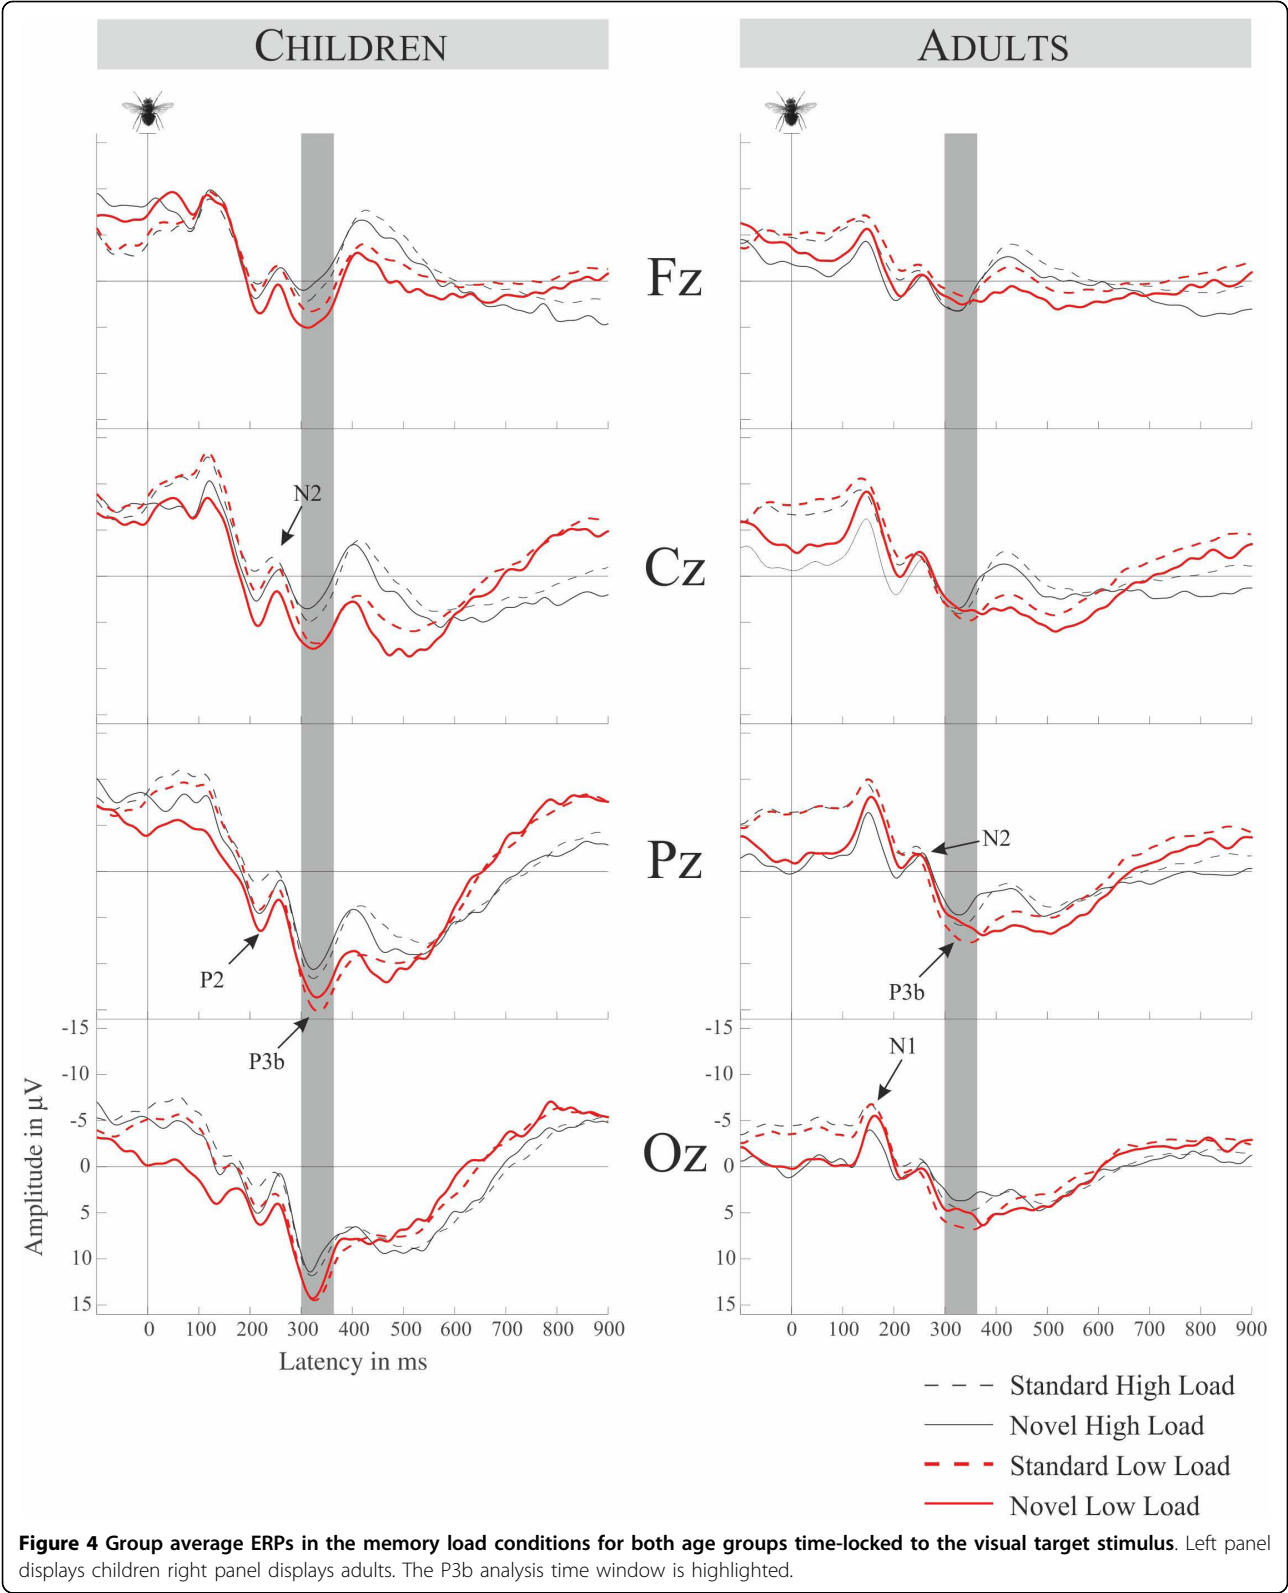 CHILDREN
ADULTS
Fz
N2
Cz
Pz
P2
P3b
N2
P3b
-15
-10
-5
0
5
10
15
Amplitude in µV
0 100 200 300 400 500 600 700 800 900
Latency in ms
Oz
N1
-15
-10
-5
0
5
10
15
0 100 200 300 400 500 600 700 800 900
Standard High Load
Novel High Load
Standard Low Load
Novel Low Load
Figure 4 Group average ERPs in the memory load conditions for both age groups time-locked to the visual target stimulus. Left panel
displays children right panel displays adults. The P3b analysis time window is highlighted.